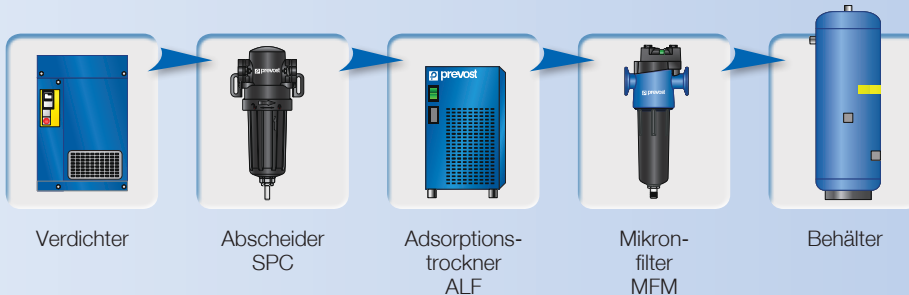 prevost
prevost
prevost
Verdichter
Abscheider
SPC
Adsorptions-
trockner
ALF
Mikron-
filter
MFM
Behälter